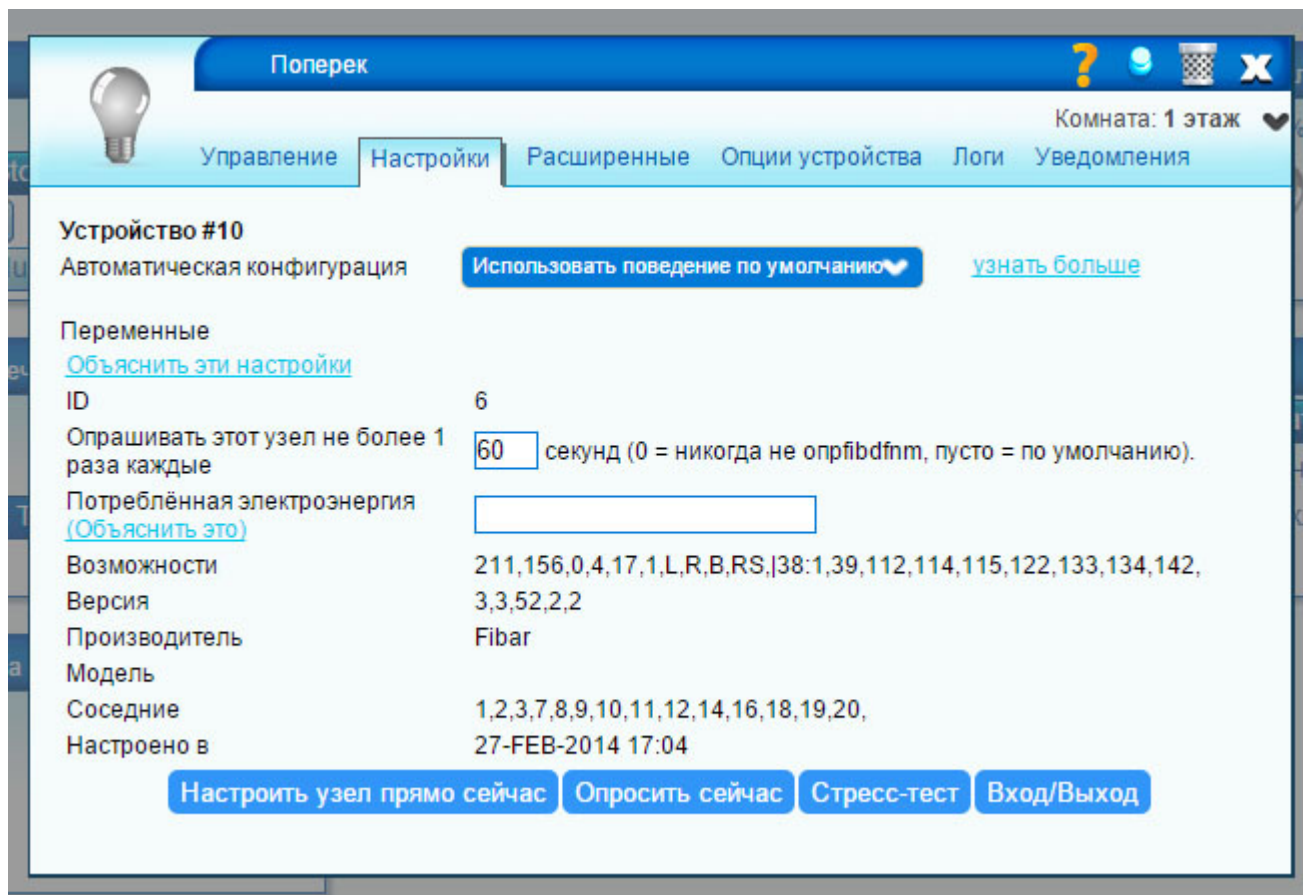 Поперек
Комната: 1 этаж
Управление Настройки Расширенные Опции устройства Логи Уведомления
Устройство #10
Автоматическая конфигурация Использовать поведение по умолчанию узнать больше
Переменные
Объяснить эти настройки
ID 6
Опрашивать этот узел не более 1
раза каждые 60 секунд (0 = никогда не опрfibdfnm, пусто = по умолчанию).
Потреблённая электроэнергия
(Объяснить это)
Возможности 211,156,0,4,17,1,L,R,B,RS,|38:1,39,112,114,115,122,133,134,142,
Версия 3,3,52,2,2
Производитель Fibar
Модель
Соседние 1,2,3,7,8,9,10,11,12,14,16,18,19,20,
Настроено в 27-FEB-2014 17:04
Настроить узел прямо сейчас Опросить сейчас Стресс-тест Вход/Выход